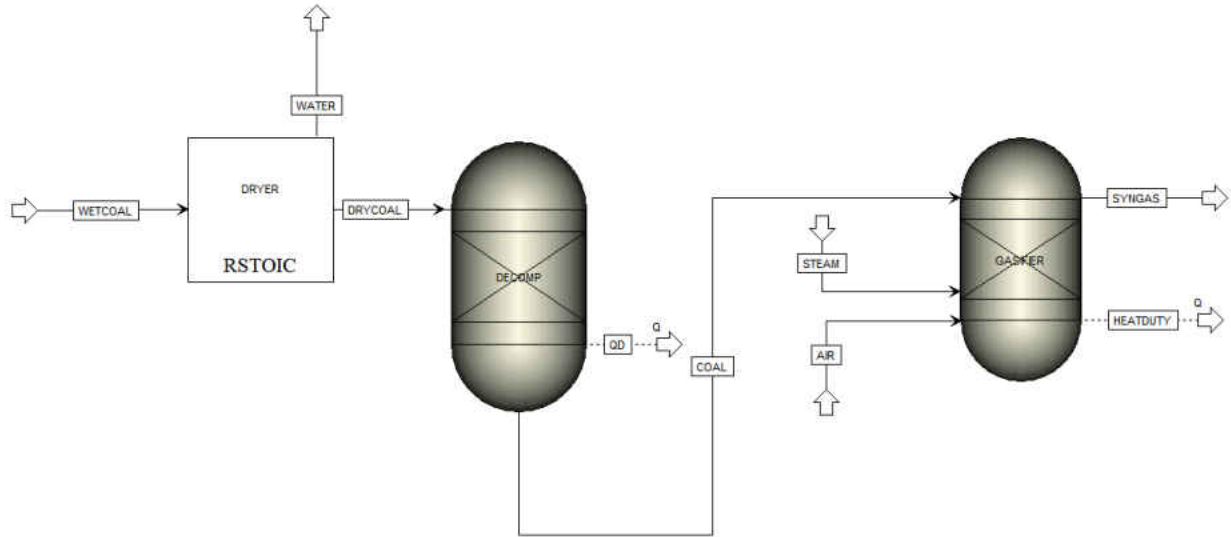 WATER
DRYER
WETCOAL
DRYCOAL
RSTOIC
DECOMP
Q
QD
COAL
STEAM
AIR
GASIFIER
SYNGAS
Q
HEATDUTY